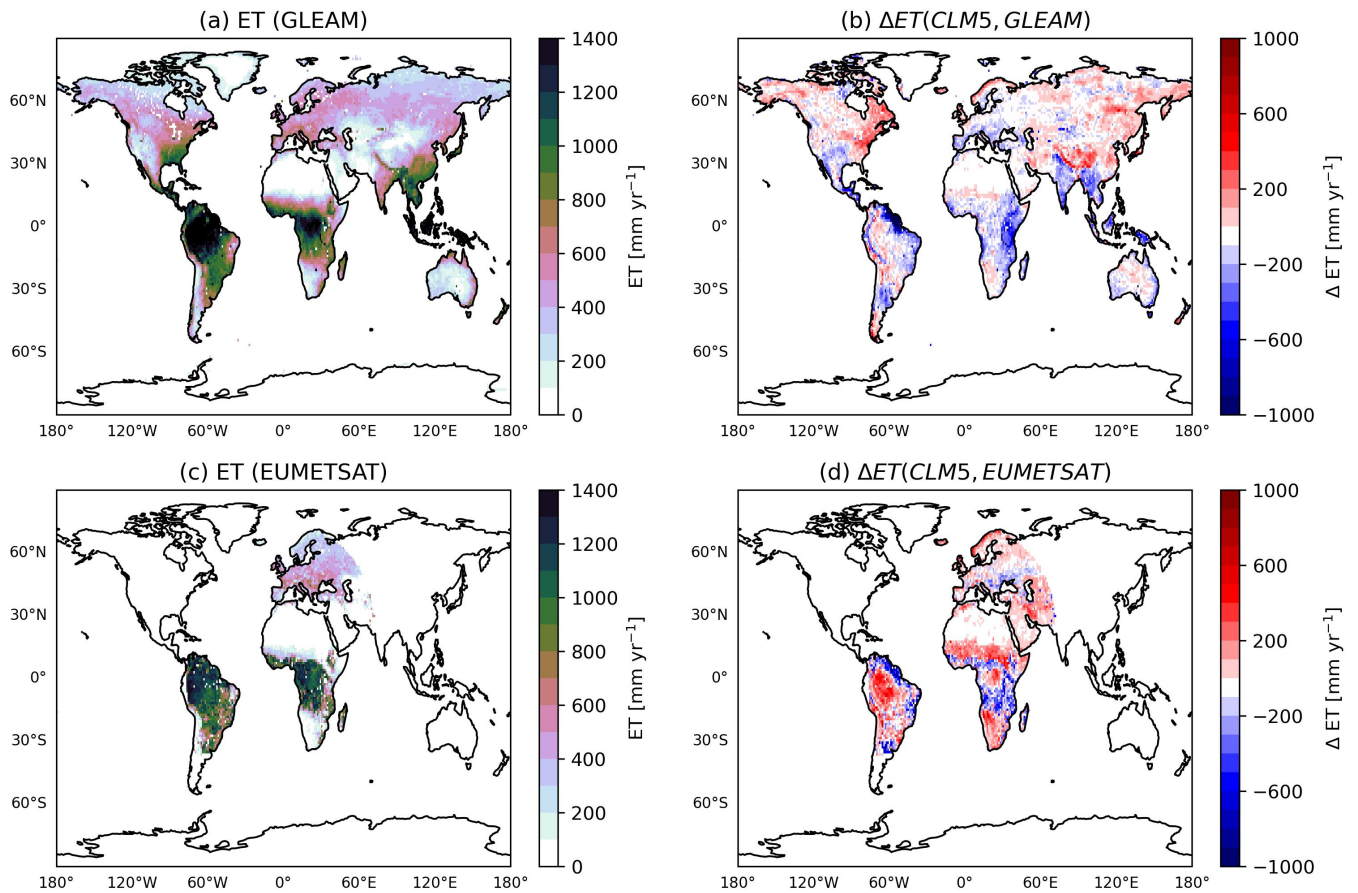 (a) ET (GLEAM)
60°N
30°N
0°
30°S
60°S
180° 120°W 60°W 0° 60°E 120°E 180°
1400
1200
1000
800
600
400
200
0
ET [mm yr⁻¹]
(b) ΔET(CLM5, GLEAM)
60°N
30°N
0°
30°S
60°S
180° 120°W 60°W 0° 60°E 120°E 180°
1000
600
200
−200
−600
−1000
Δ ET [mm yr⁻¹]
(c) ET (EUMETSAT)
60°N
30°N
0°
30°S
60°S
180° 120°W 60°W 0° 60°E 120°E 180°
1400
1200
1000
800
600
400
200
0
ET [mm yr⁻¹]
(d) ΔET(CLM5, EUMETSAT)
60°N
30°N
0°
30°S
60°S
180° 120°W 60°W 0° 60°E 120°E 180°
1000
600
200
−200
−600
−1000
Δ ET [mm yr⁻¹]